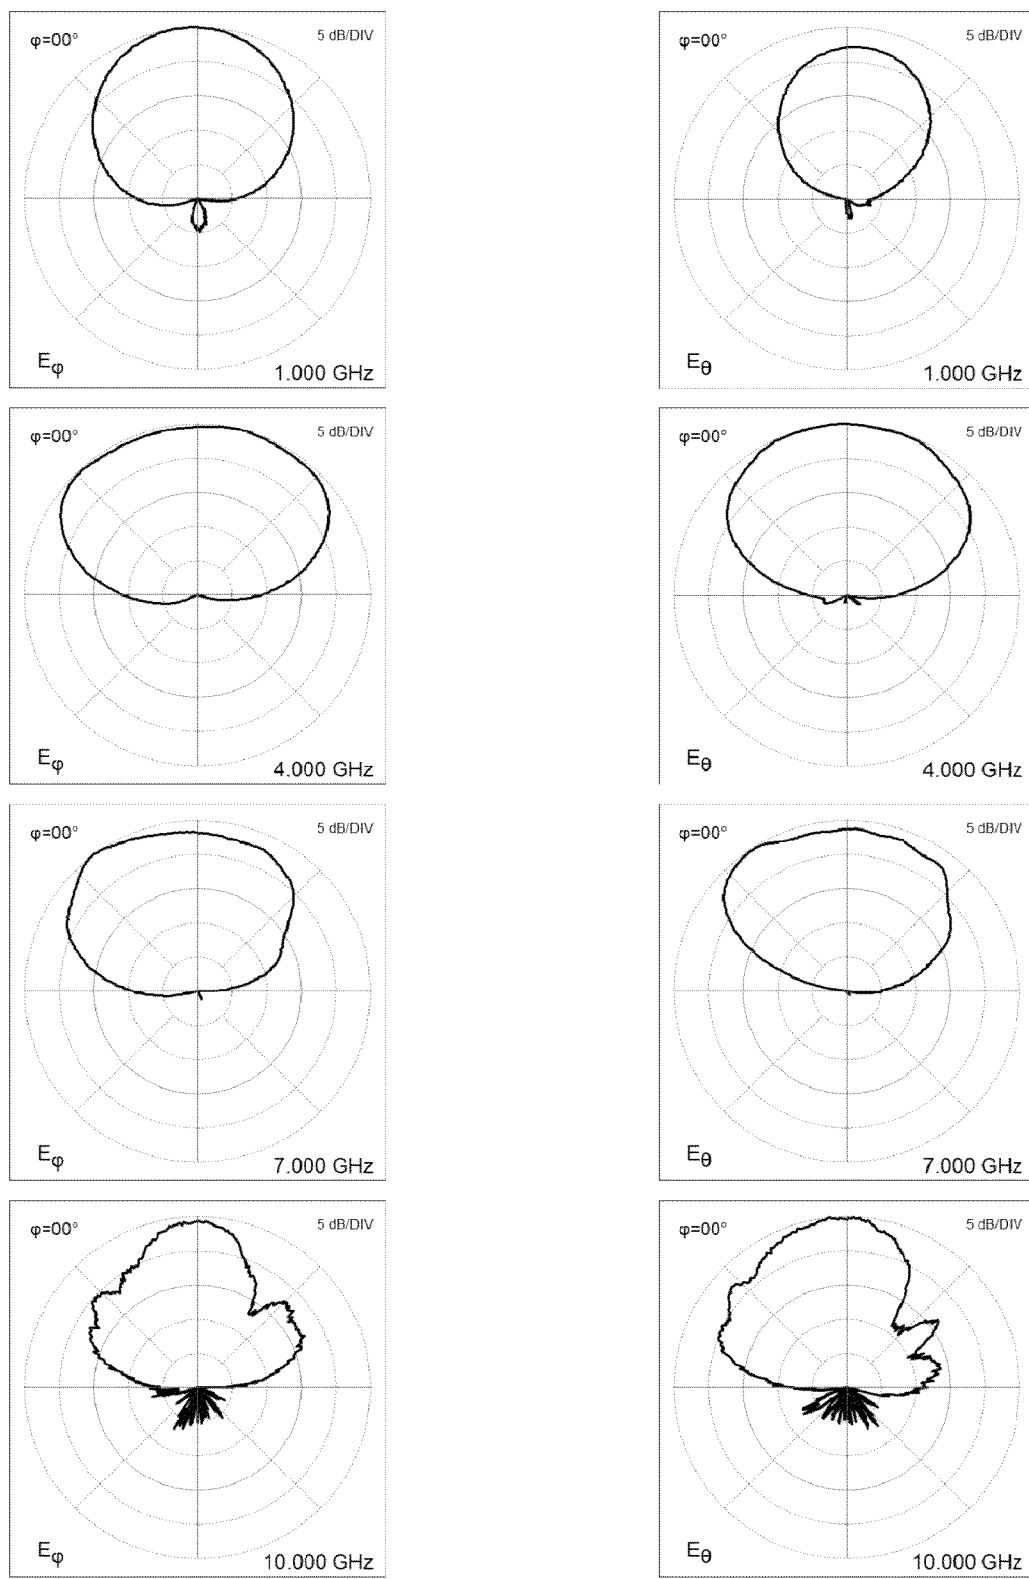 φ=00° 5 dB/DIV
Eφ 1.000 GHz
φ=00° 5 dB/DIV
Eθ 1.000 GHz
φ=00° 5 dB/DIV
Eφ 4.000 GHz
φ=00° 5 dB/DIV
Eθ 4.000 GHz
φ=00° 5 dB/DIV
Eφ 7.000 GHz
φ=00° 5 dB/DIV
Eθ 7.000 GHz
φ=00° 5 dB/DIV
Eφ 10.000 GHz
φ=00° 5 dB/DIV
Eθ 10.000 GHz